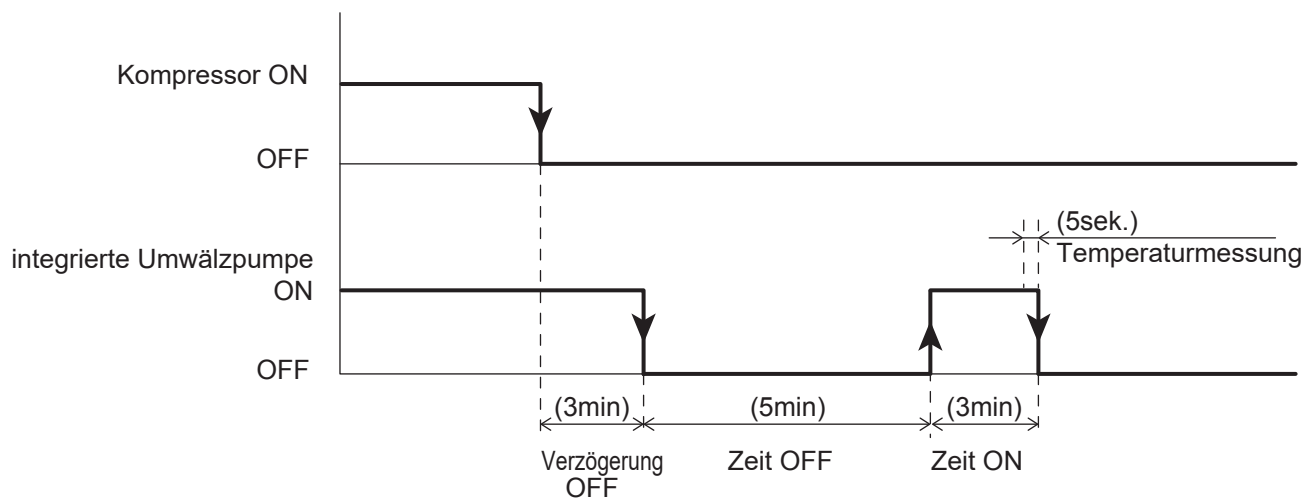 Kompressor ON
OFF
(5sek.)
Temperaturmessung
integrierte Umwälzpumpe
ON
OFF
(3min)
(5min)
(3min)
Verzögerung
OFF
Zeit OFF
Zeit ON